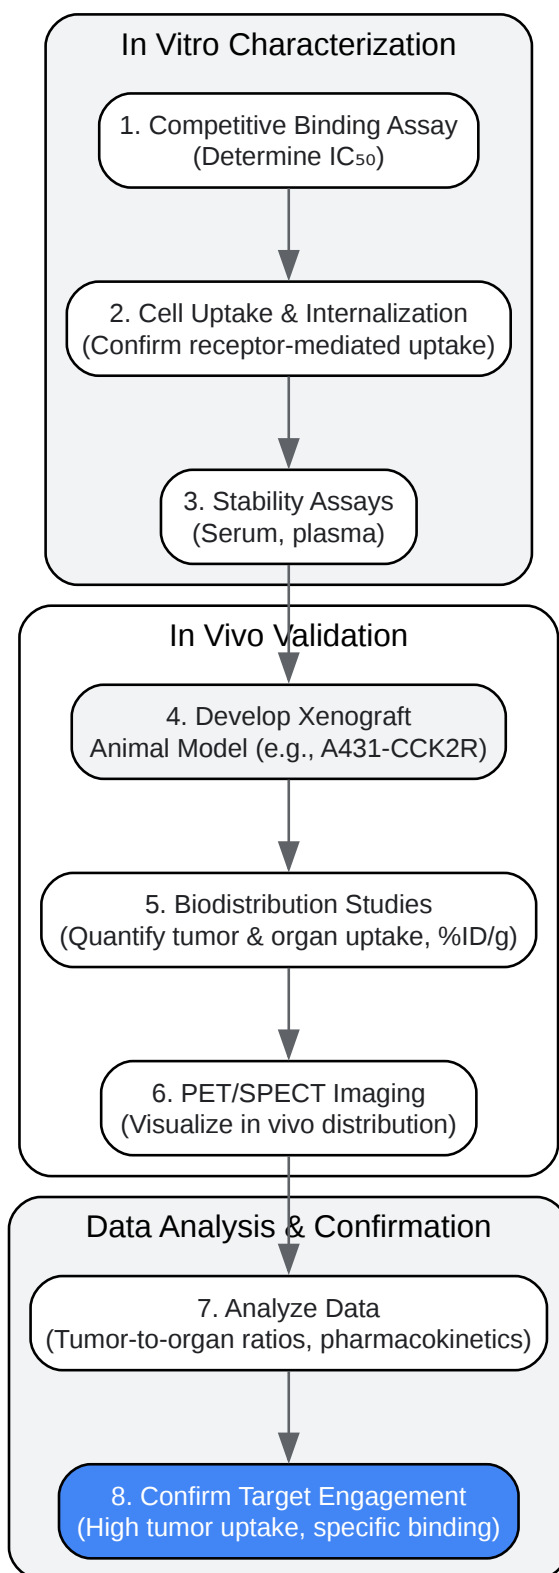 In Vitro Characterization
1. Competitive Binding Assay
(Determine IC₅₀)
2. Cell Uptake & Internalization
(Confirm receptor-mediated uptake)
3. Stability Assays
(Serum, plasma)
In Vivo Validation
4. Develop Xenograft
Animal Model (e.g., A431-CCK2R)
5. Biodistribution Studies
(Quantify tumor & organ uptake, %ID/g)
6. PET/SPECT Imaging
(Visualize in vivo distribution)
Data Analysis & Confirmation
7. Analyze Data
(Tumor-to-organ ratios, pharmacokinetics)
8. Confirm Target Engagement
(High tumor uptake, specific binding)